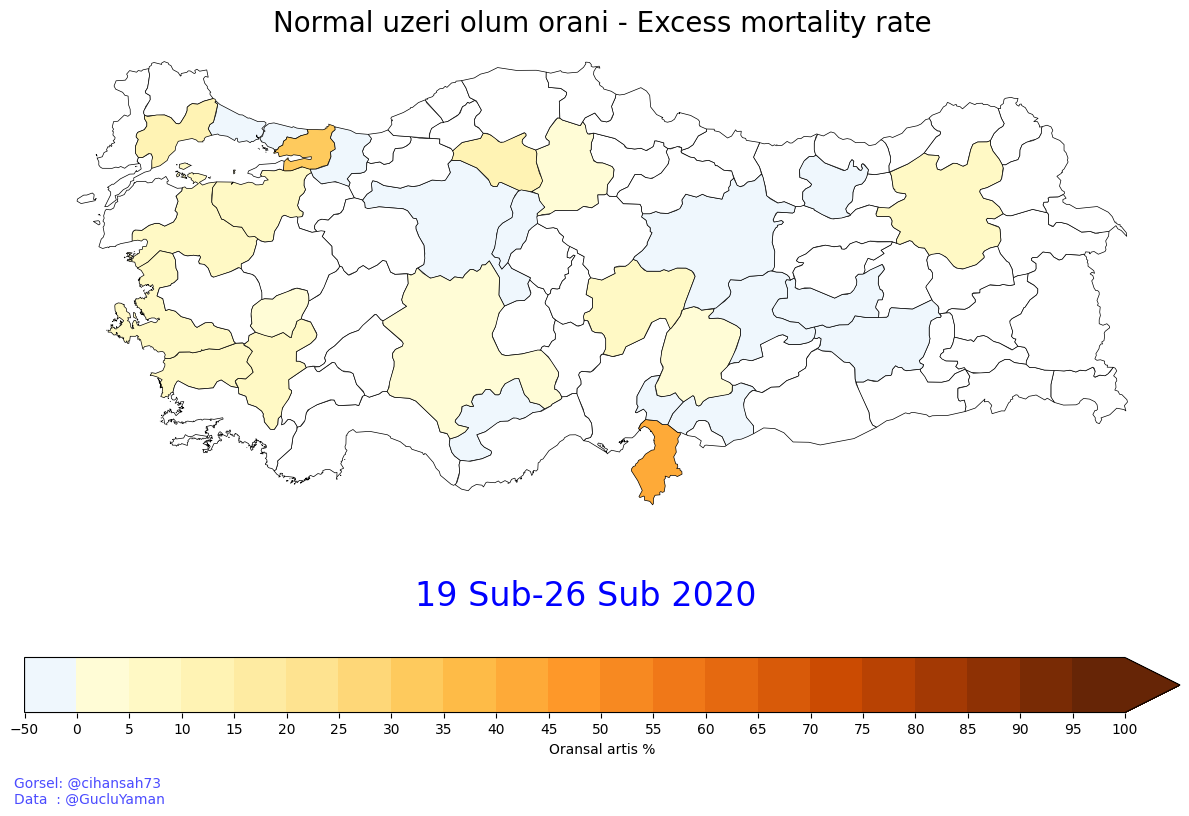 Normal uzeri olum orani - Excess mortality rate
19 Sub-26 Sub 2020
−50 0 5 10 15 20 25 30 35 40 45 50 55 60 65 70 75 80 85 90 95 100
Oransal artis %
Gorsel: @cihansah73
Data : @GucluYaman